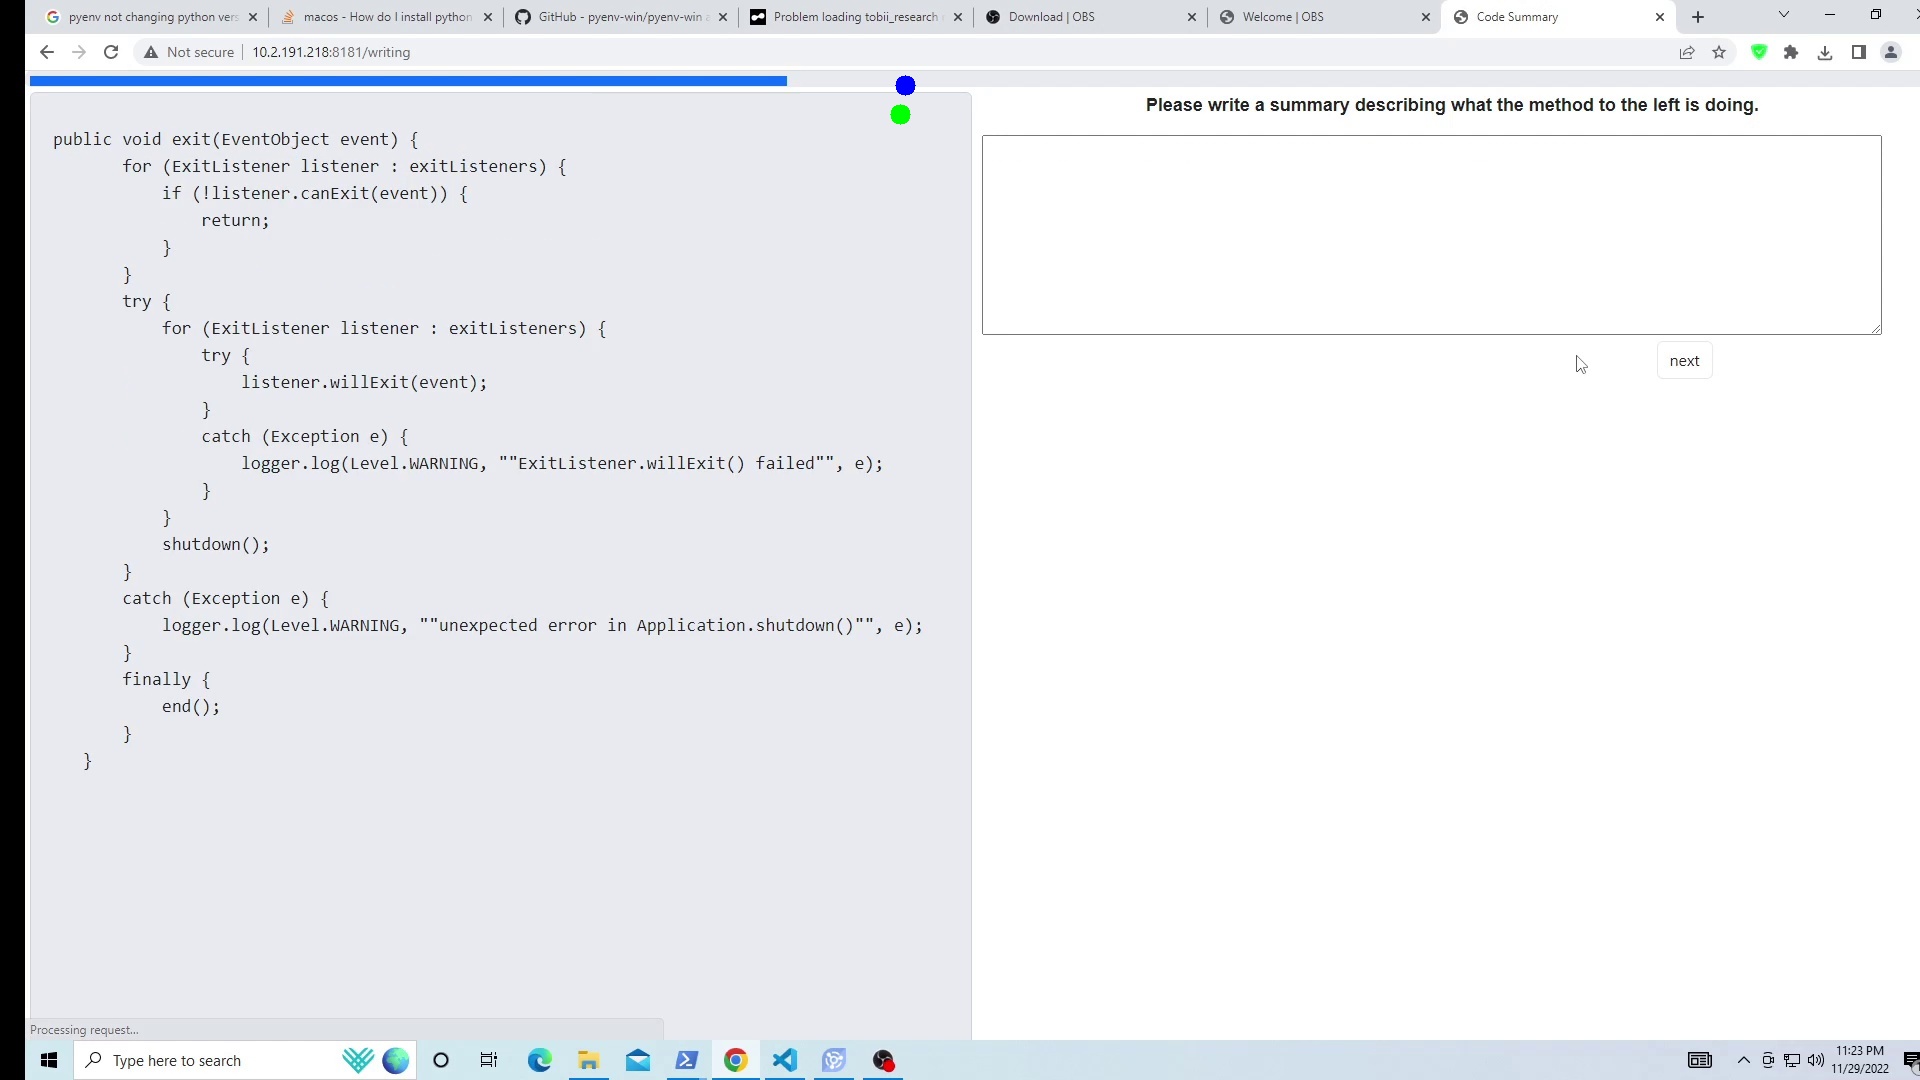 pyenv not changing python vers
macos - How do I install python
GitHub - pyenv-win/pyenv-win a
Problem loading tobii_research
Download | OBS
Welcome | OBS
Code Summary
Not secure
10.2.191.218:8181/writing
public void exit(EventObject event) {
for (ExitListener listener : exitListeners) {
if (!listener.canExit(event)) {
return;
}
}
try {
for (ExitListener listener : exitListeners) {
try {
listener.willExit(event);
}
catch (Exception e) {
logger.log(Level.WARNING, ""ExitListener.willExit() failed"", e);
}
}
shutdown();
}
catch (Exception e) {
logger.log(Level.WARNING, ""unexpected error in Application.shutdown()"", e);
}
finally {
end();
}
}
Please write a summary describing what the method to the left is doing.
next
Processing request...
Type here to search
11:23 PM
11/29/2022